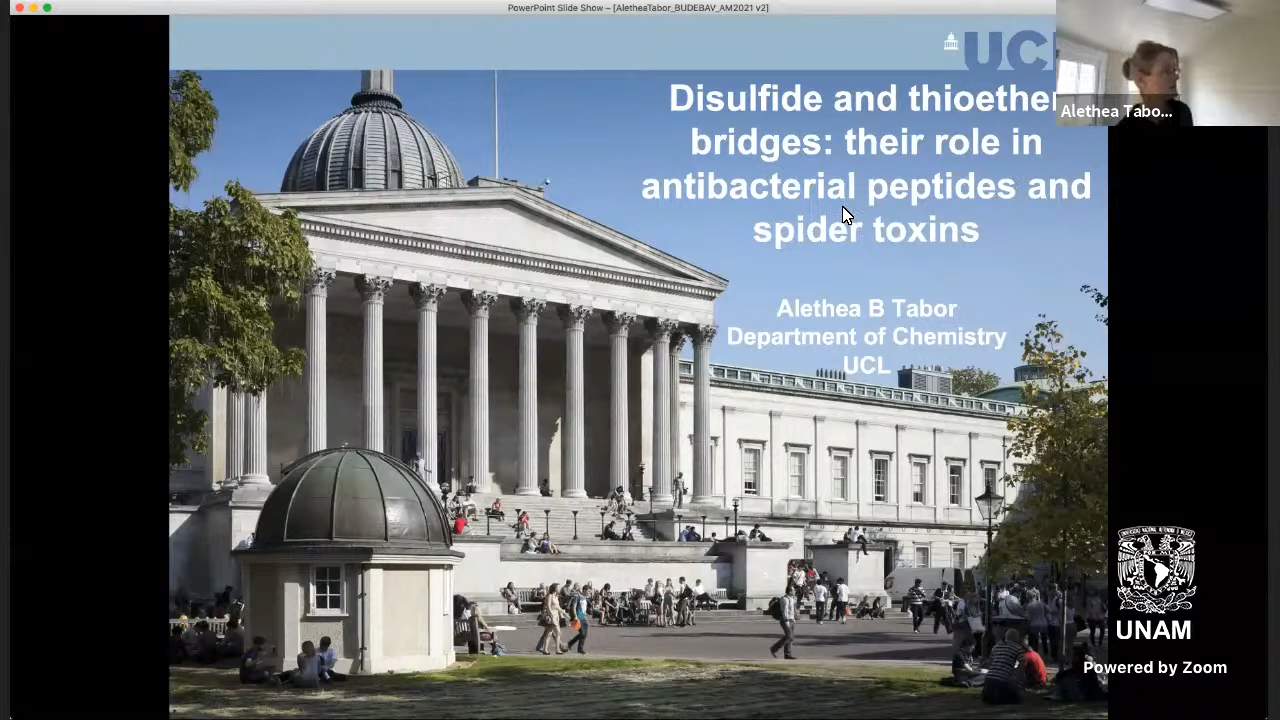 PowerPoint Slide Show – [AletheaTabor_BUDEBAV_AM2021 v2]
UCL
Disulfide and thioether
bridges: their role in
antibacterial peptides and
spider toxins
Alethea Tabo...
Alethea B Tabor
Department of Chemistry
UCL
UNAM
Powered by Zoom